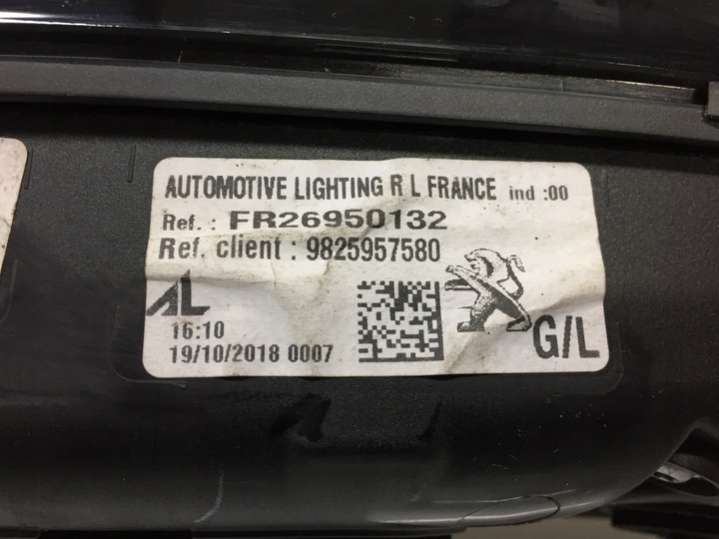 AUTOMOTIVE LIGHTING R L FRANCE ind :00
Ref. : FR26950132
Ref. client : 9825957580
AL
16:10
19/10/2018 0007
G/L